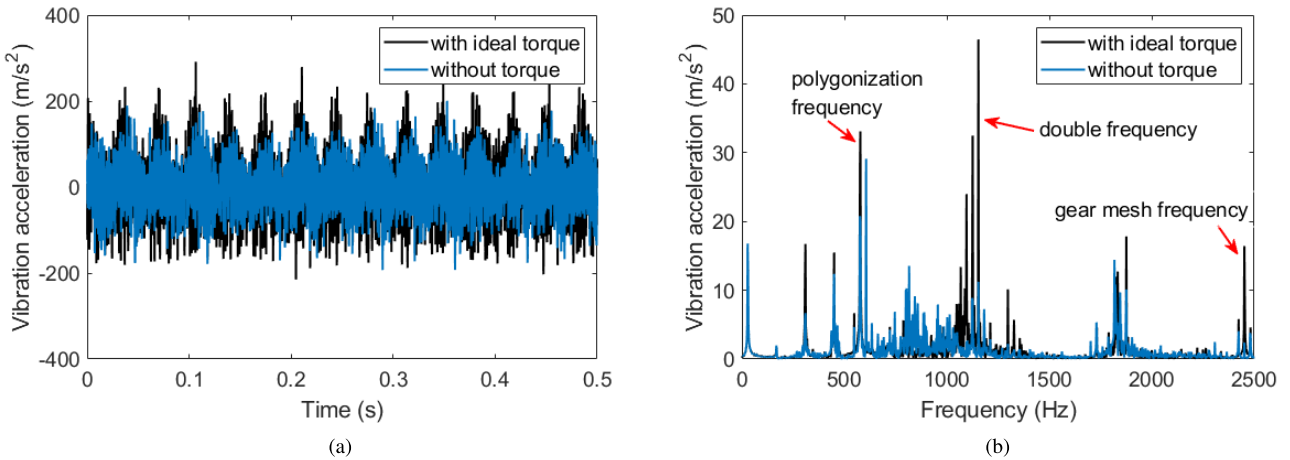 400
200
0
-200
-400
Vibration acceleration (m/s²)
with ideal torque
without torque
0
0.1
0.2
0.3
0.4
0.5
Time (s)
(a)
50
40
30
20
10
0
Vibration acceleration (m/s²)
with ideal torque
without torque
polygonization
frequency
double frequency
gear mesh frequency
0
500
1000
1500
2000
2500
Frequency (Hz)
(b)